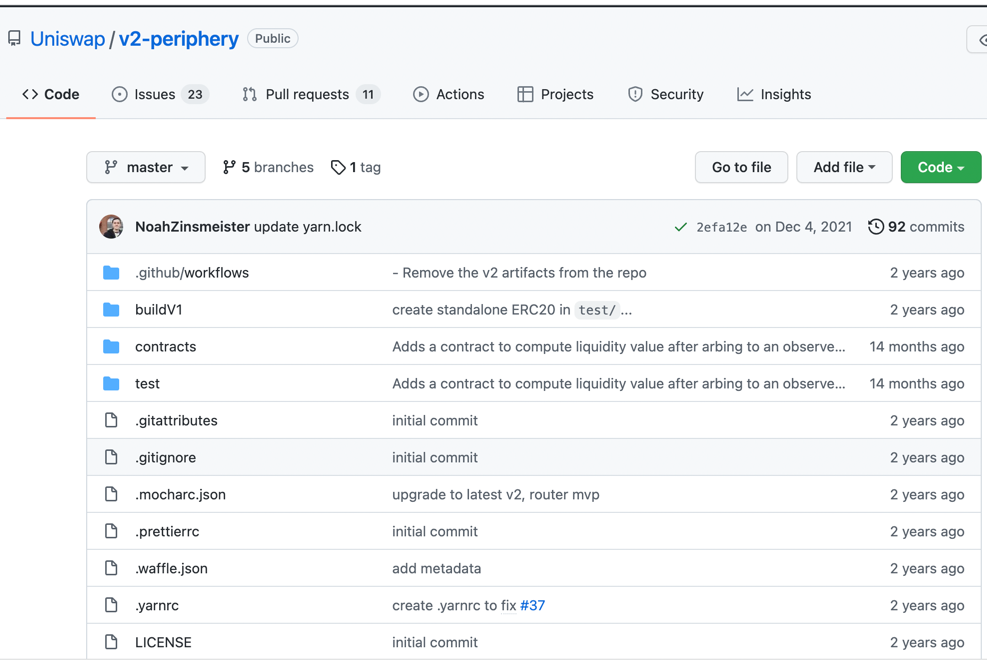 Uniswap / v2-periphery Public
Code Issues 23 Pull requests 11 Actions Projects Security Insights
master 5 branches 1 tag Go to file Add file Code
NoahZinsmeister update yarn.lock 2efa12e on Dec 4, 2021 92 commits
.github/workflows - Remove the v2 artifacts from the repo 2 years ago
buildV1 create standalone ERC20 in test/ ... 2 years ago
contracts Adds a contract to compute liquidity value after arbing to an observe... 14 months ago
test Adds a contract to compute liquidity value after arbing to an observe... 14 months ago
.gitattributes initial commit 2 years ago
.gitignore initial commit 2 years ago
.mocharc.json upgrade to latest v2, router mvp 2 years ago
.prettierrc initial commit 2 years ago
.waffle.json add metadata 2 years ago
.yarnrc create .yarnrc to fix #37 2 years ago
LICENSE initial commit 2 years ago